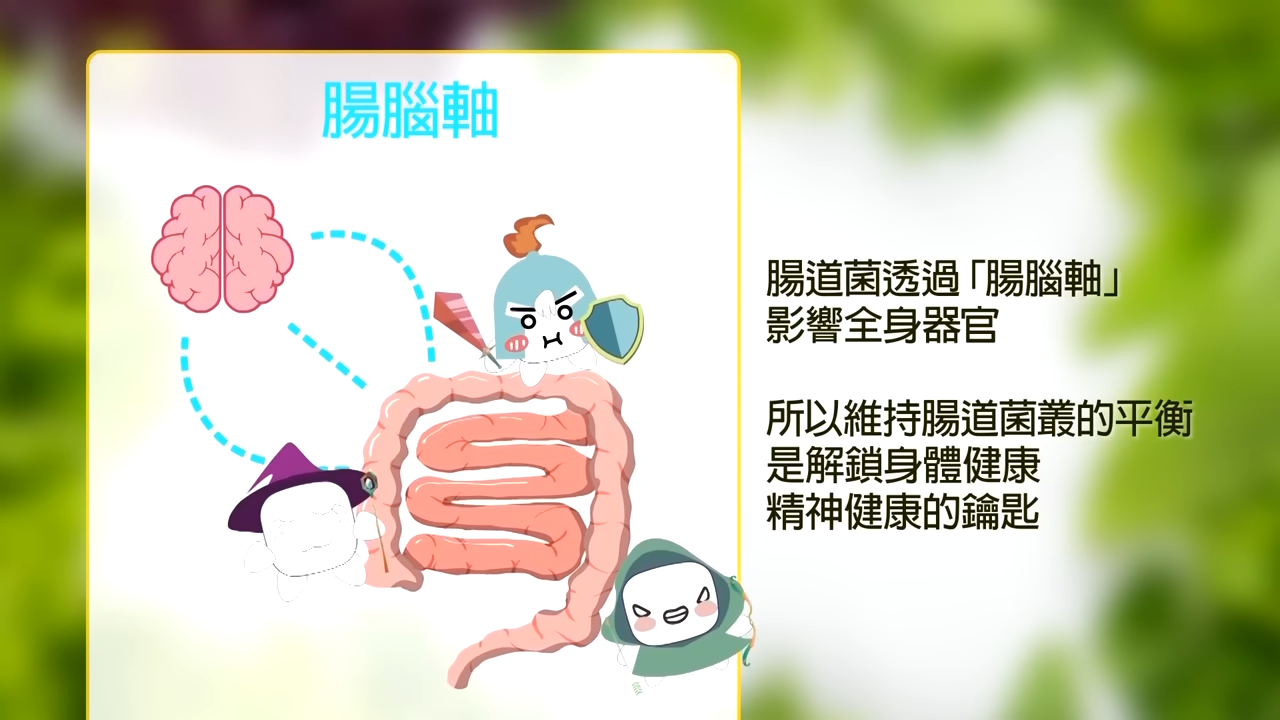 腸腦軸
腸道菌透過「腸腦軸」
影響全身器官
所以維持腸道菌叢的平衡
是解鎖身體健康
精神健康的鑰匙